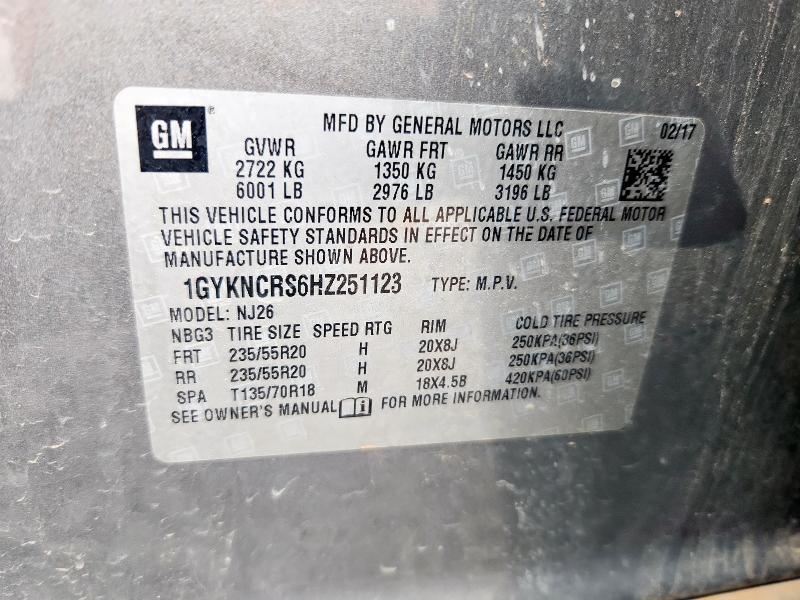 GM ®
MFD BY GENERAL MOTORS LLC 02/17
GVWR GAWR FRT GAWR RR
2722 KG 1350 KG 1450 KG
6001 LB 2976 LB 3196 LB
THIS VEHICLE CONFORMS TO ALL APPLICABLE U.S. FEDERAL MOTOR
VEHICLE SAFETY STANDARDS IN EFFECT ON THE DATE OF
MANUFACTURE SHOWN ABOVE.
1GYKNCRS6HZ251123 TYPE: M.P.V.
MODEL: NJ26
NBG3 TIRE SIZE SPEED RTG RIM COLD TIRE PRESSURE
FRT 235/55R20 H 20X8J 250KPA(36PSI)
RR 235/55R20 H 20X8J 250KPA(36PSI)
SPA T135/70R18 M 18X4.5B 420KPA(60PSI)
SEE OWNER'S MANUAL FOR MORE INFORMATION.